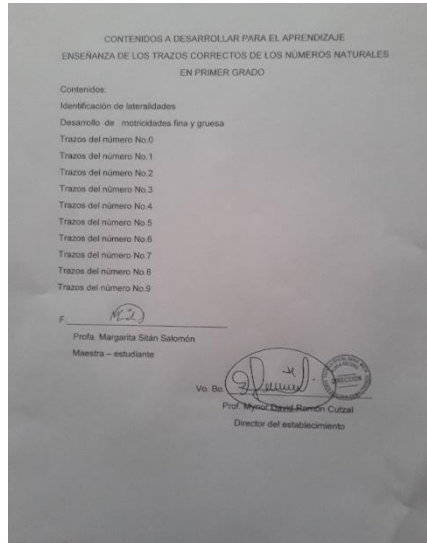 CONTENIDOS A DESARROLLAR PARA EL APRENDIZAJE
ENSEÑANZA DE LOS TRAZOS CORRECTOS DE LOS NÚMEROS NATURALES
EN PRIMER GRADO
Contenidos:
Identificación de lateralidades
Desarrollo de motricidades fina y gruesa
Trazos del número No.0
Trazos del número No.1
Trazos del número No.2
Trazos del número No.3
Trazos del número No.4
Trazos del número No.5
Trazos del número No.6
Trazos del número No.7
Trazos del número No.8
Trazos del número No.9
F.
Profa. Margarita Sitán Salomón
Maestra – estudiante
Vo. Bo.
DIRECCION
Prof. Mynor David Ramón Cutzal
Director del establecimiento